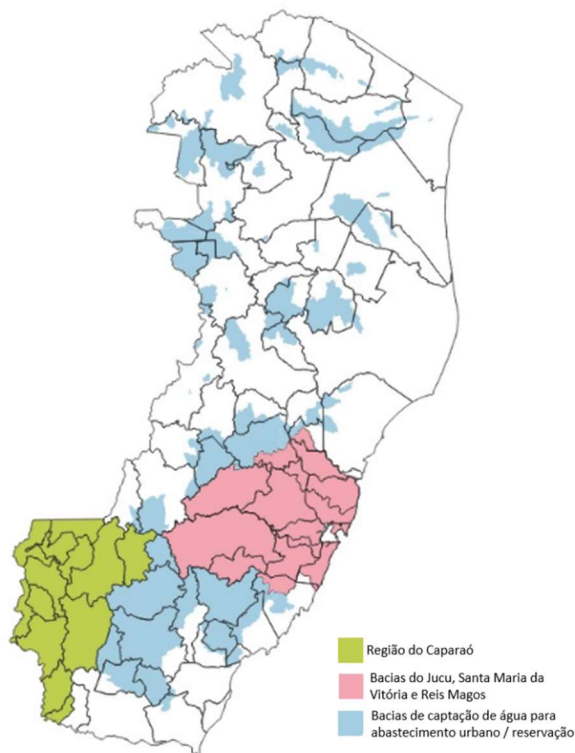 Região do Caparaó
Bacias do Jucu, Santa Maria da
Vitória e Reis Magos
Bacias de captação de água para
abastecimento urbano / reservação